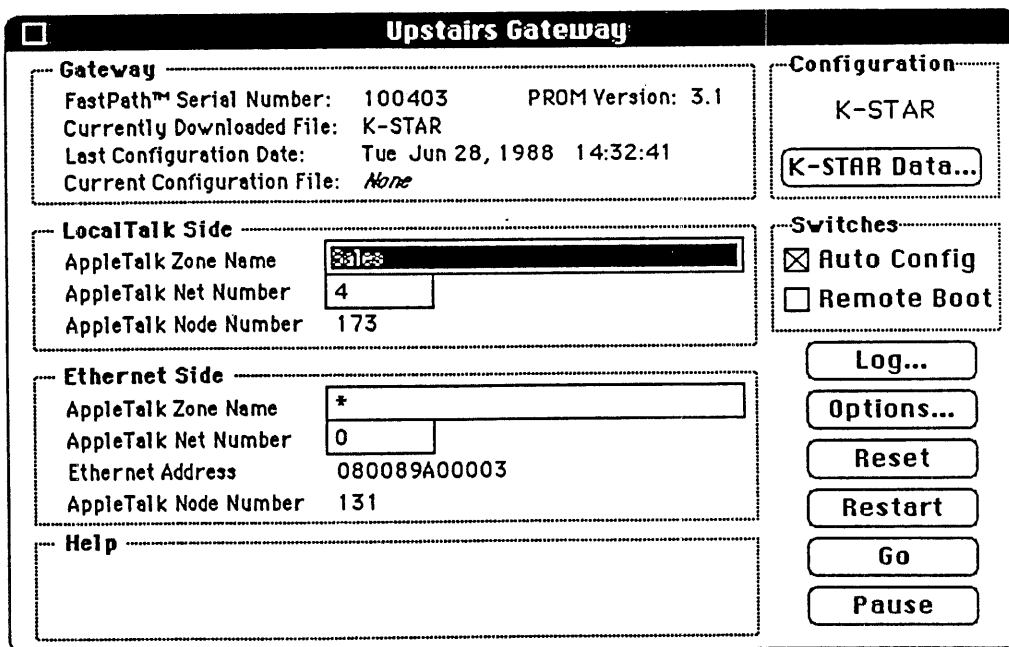 Upstairs Gateway
Gateway
FastPath™ Serial Number: 100403 PROM Version: 3.1
Currently Downloaded File: K-STAR
Last Configuration Date: Tue Jun 28, 1988 14:32:41
Current Configuration File: None
LocalTalk Side
AppleTalk Zone Name Sales
AppleTalk Net Number 4
AppleTalk Node Number 173
Ethernet Side
AppleTalk Zone Name *
AppleTalk Net Number 0
Ethernet Address 080089A00003
AppleTalk Node Number 131
Help
Configuration
K-STAR
K-STAR Data...
Switches
Auto Config
Remote Boot
Log...
Options...
Reset
Restart
Go
Pause